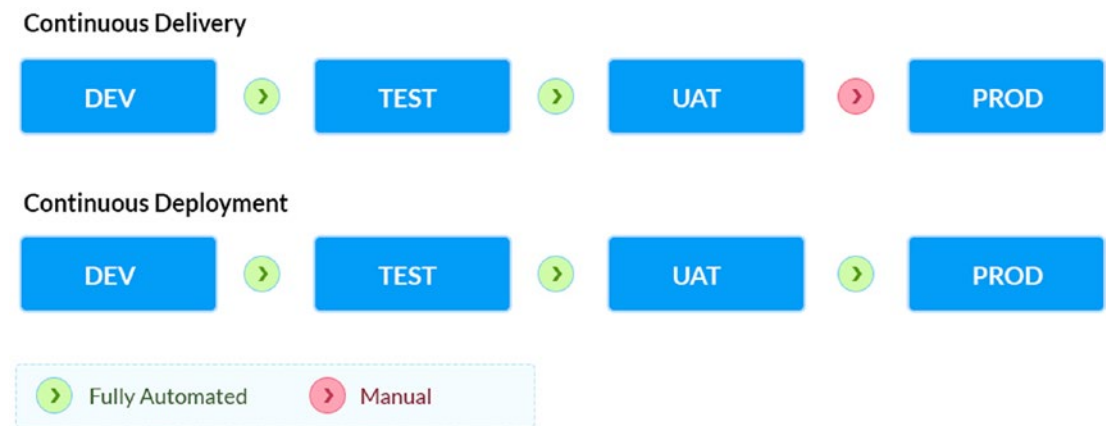 Continuous Delivery
DEV TEST UAT PROD
Continuous Deployment
DEV TEST UAT PROD
Fully Automated Manual